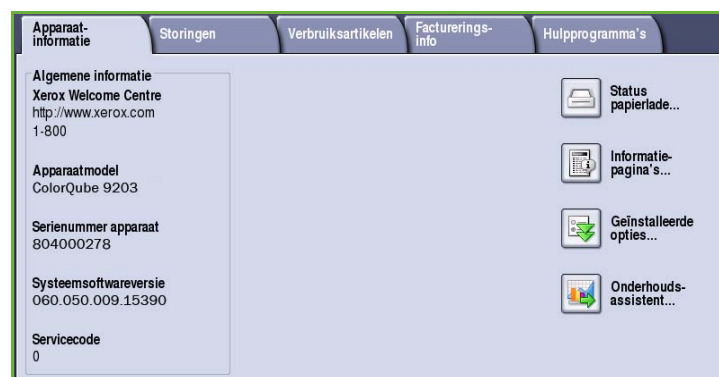 Apparaat-
informatie
Storingen
Verbruiksartikelen
Facturerings-
info
Hulpprogramma's
Algemene informatie
Xerox Welcome Centre
http://www.xerox.com
1-800
Apparaatmodel
ColorQube 9203
Serienummer apparaat
804000278
Systeemsoftwareversie
060.050.009.15390
Servicecode
0
Status
papierlade...
Informatie-
pagina's...
Geïnstalleerde
opties...
Onderhouds-
assistent...